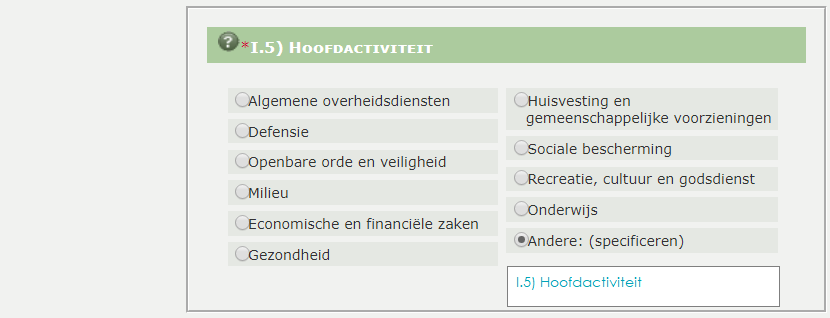 ?
*I.5) Hoofdactiviteit
Algemene overheidsdiensten
Defensie
Openbare orde en veiligheid
Milieu
Economische en financiële zaken
Gezondheid
Huisvesting en
gemeenschappelijke voorzieningen
Sociale bescherming
Recreatie, cultuur en godsdienst
Onderwijs
Andere: (specificeren)
I.5) Hoofdactiviteit